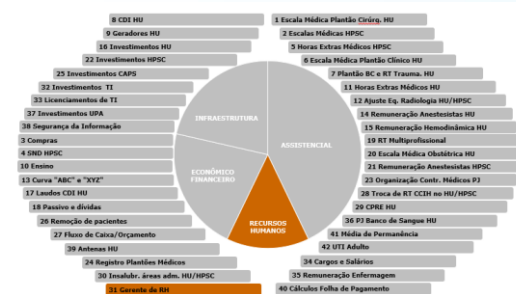 8 CDI HU
9 Geradores HU
16 Investimentos HU
22 Investimentos HPSC
25 Investimentos CAPS
32 Investimentos TI
33 Licenciamentos de TI
37 Investimentos UPA
38 Segurança da Informação
3 Compras
4 SND HPSC
10 Ensino
13 Curva "ABC" e "XYZ"
17 Laudos CDI HU
18 Passivo e dívidas
26 Remoção de pacientes
27 Fluxo de Caixa/Orçamento
39 Antenas HU
24 Registro Plantões Médicos
30 Insalubr. áreas adm. HU/HPSC
31 Gerente de RH
INFRAESTRUTURA
ASSISTENCIAL
ECONÔMICO
FINANCEIRO
RECURSOS
HUMANOS
1 Escala Médica Plantão Cirúrg. HU
2 Escalas Médicas HPSC
5 Horas Extras Médicos HPSC
6 Escala Médica Plantão Clínico HU
7 Plantão BC e RT Trauma. HU
11 Horas Extras Médicos HU
12 Ajuste Eq. Radiologia HU/HPSC
14 Remuneração Anestesistas HU
15 Remuneração Hemodinâmica HU
19 RT Multiprofissional
20 Escala Médica Obstétrica HU
21 Remuneração Anestesistas HPSC
23 Organização Contr. Médicos PJ
28 Troca de RT CCIH no HU/HPSC
29 CPRE HU
36 PJ Banco de Sangue HU
41 Média de Permanência
42 UTI Adulto
34 Cargos e Salários
35 Remuneração Enfermagem
40 Cálculos Folha de Pagamento